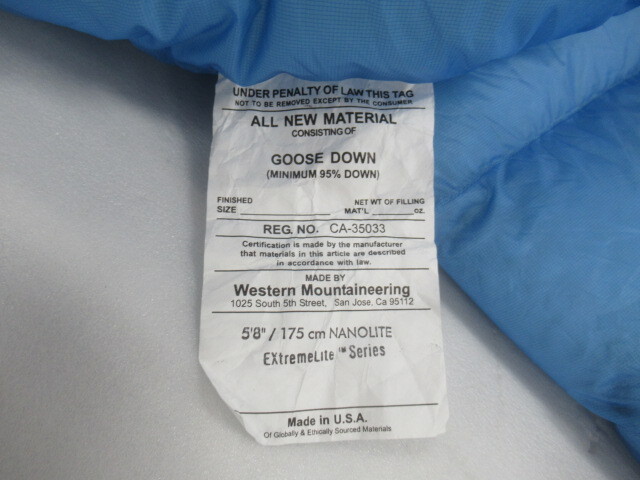 UNDER PENALTY OF LAW THIS TAG
NOT TO BE REMOVED EXCEPT BY THE CONSUMER
ALL NEW MATERIAL
CONSISTING OF
GOOSE DOWN
(MINIMUM 95% DOWN)
FINISHED NET WT OF FILLING
SIZE ____________ MAT'L ________oz.
REG. NO. CA-35033
Certification is made by the manufacturer
that materials in this article are described
in accordance with law.
MADE BY
Western Mountaineering
1025 South 5th Street, San Jose, Ca 95112
5'8" / 175 cm NANOLITE
EXtremeLite ™ Series
Made in U.S.A.
Of Globally & Ethically Sourced Materials